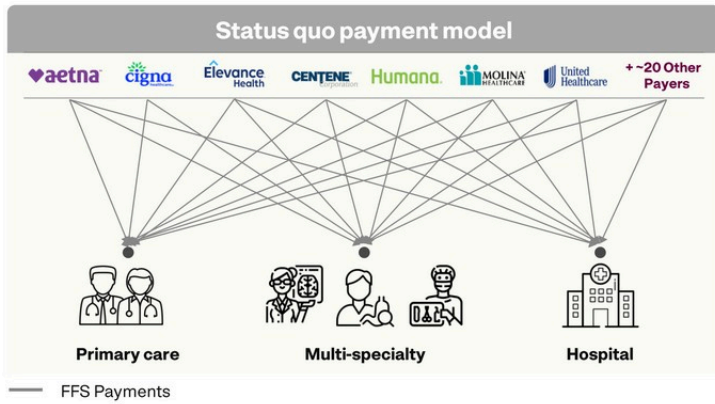 Status quo payment model
aetna
cigna
healthcare
Elevance
Health
CENTENE
Corporation
Humana
MOLINA
HEALTHCARE
United
Healthcare
+ ~20 Other
Payers
Primary care
Multi-specialty
Hospital
FFS Payments